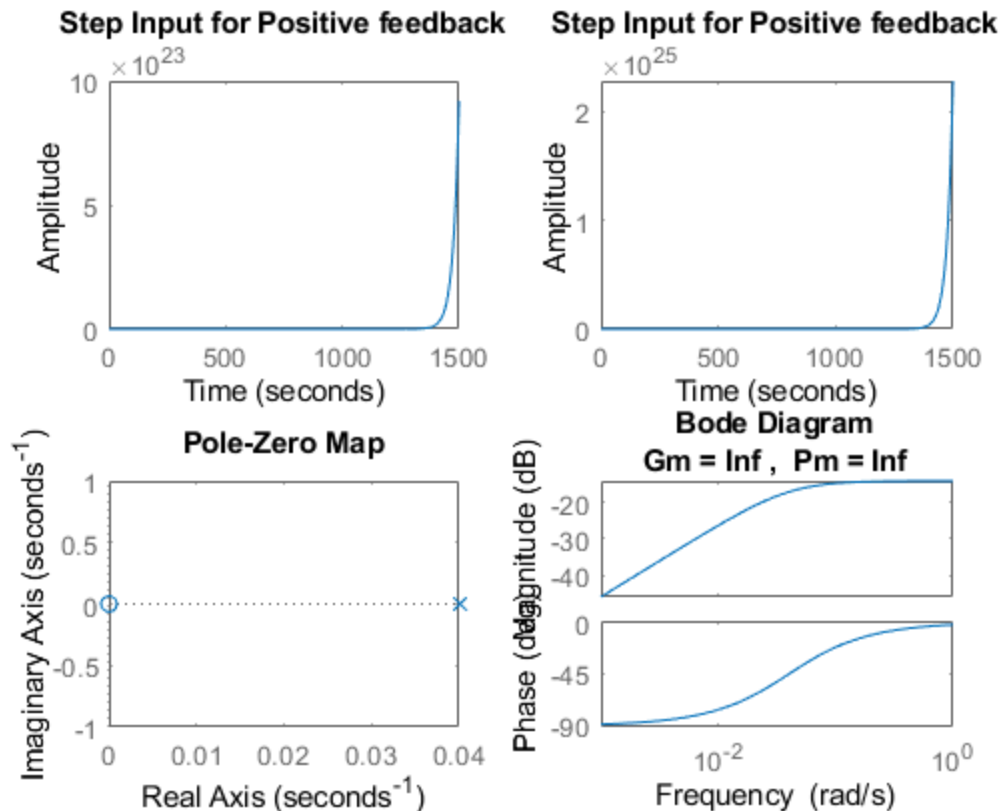 Step Input for Positive feedback
×10^23
10
5
0
Amplitude
0 500 1000 1500
Time (seconds)
Step Input for Positive feedback
×10^25
2
1
0
Amplitude
0 500 1000 1500
Time (seconds)
Pole-Zero Map
1
0.5
0
-0.5
-1
Imaginary Axis (seconds^-1)
0 0.01 0.02 0.03 0.04
Real Axis (seconds^-1)
Bode Diagram
Gm = Inf , Pm = Inf
-20
-30
-40
Magnitude (dB)
0
-45
-90
Phase (deg)
10^-2 10^0
Frequency (rad/s)